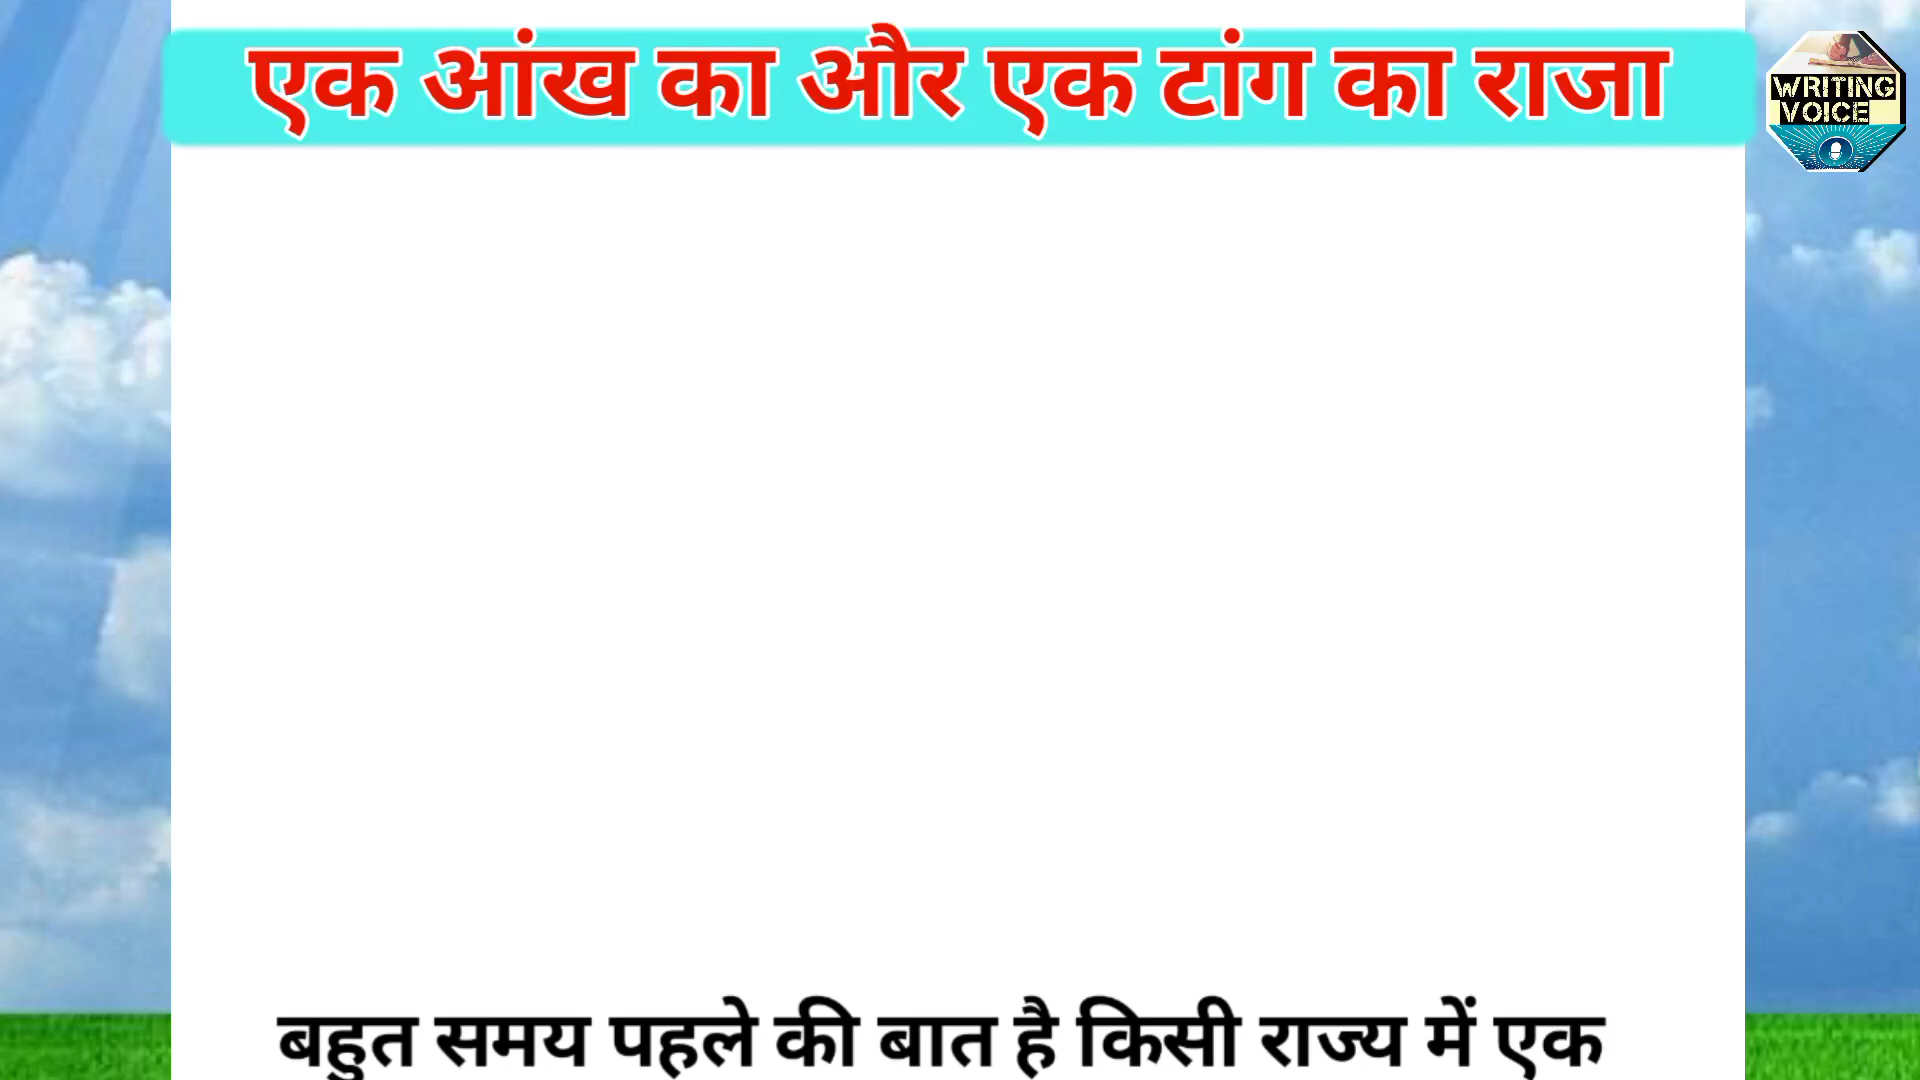 एक आंख का और एक टांग का राजा
WRITING
VOICE
बहुत समय पहले की बात है किसी राज्य में एक